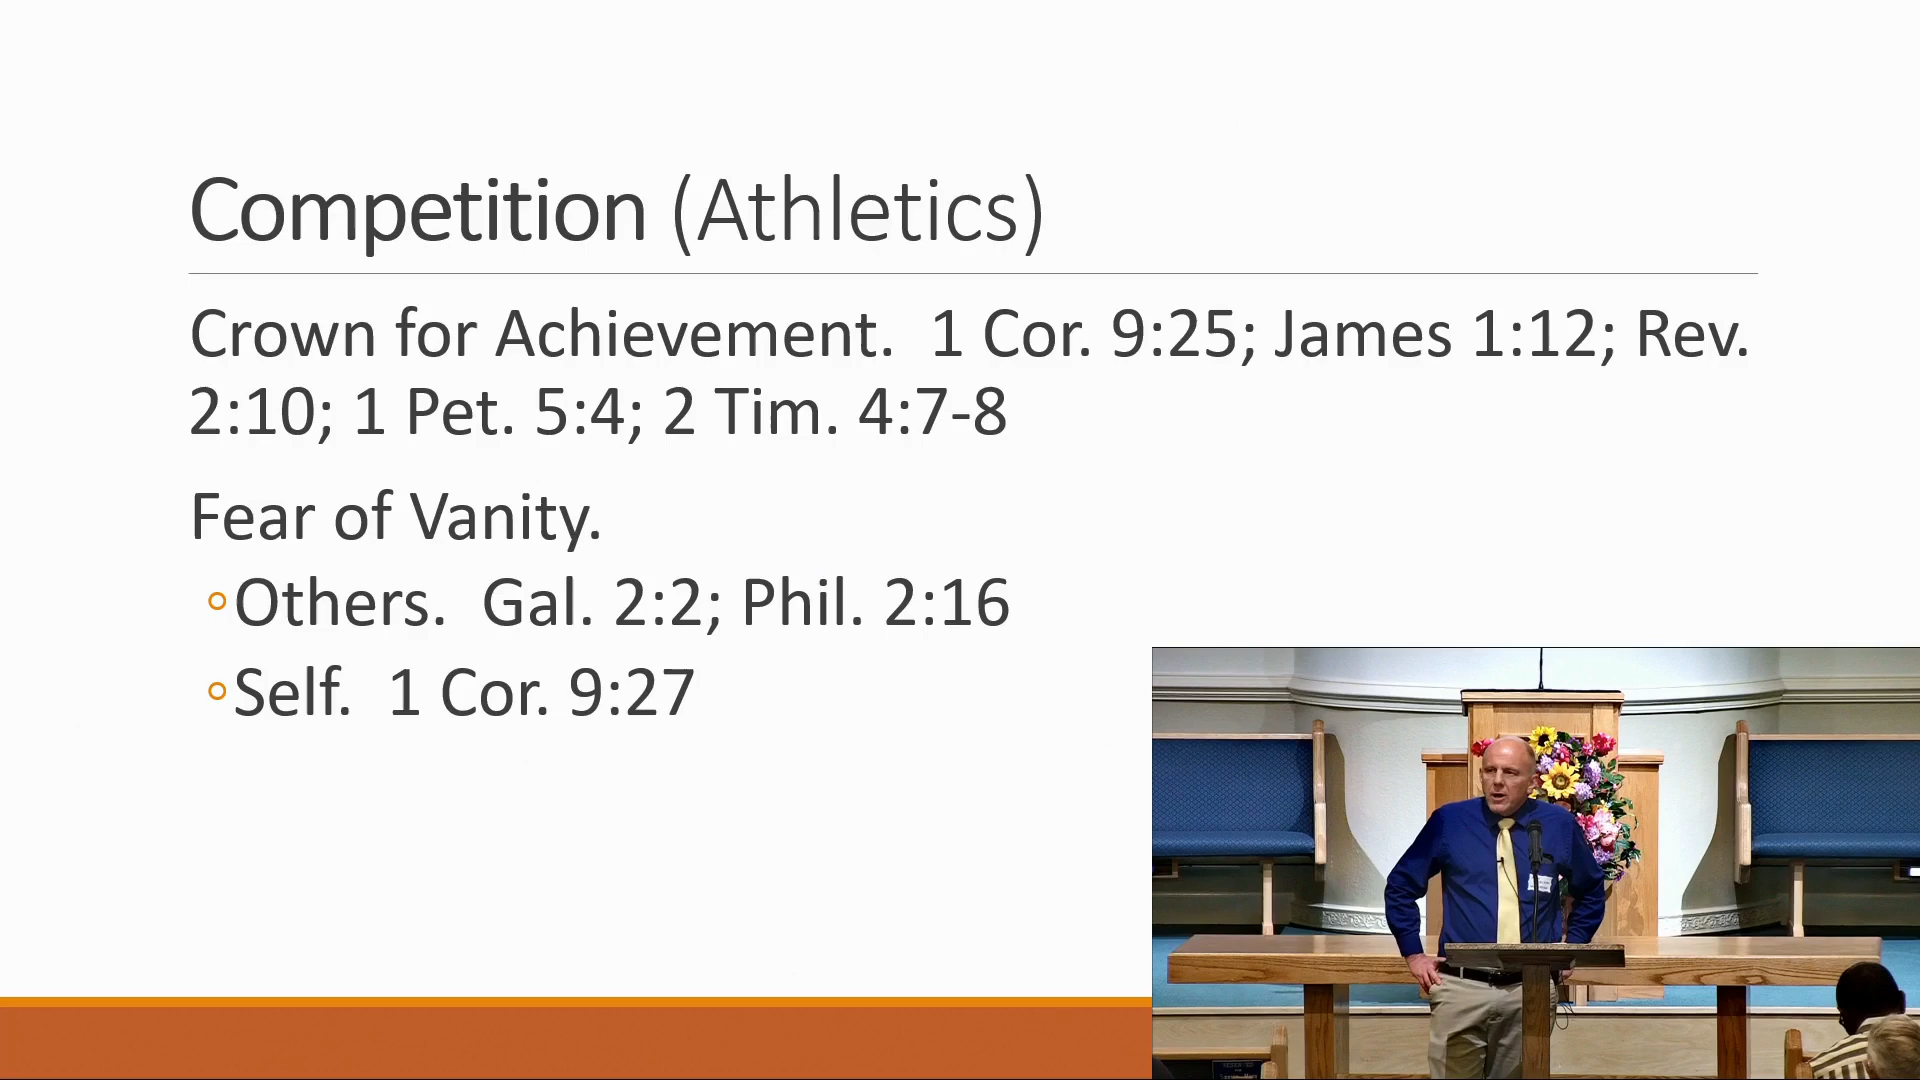 Competition (Athletics)
Crown for Achievement.  1 Cor. 9:25; James 1:12; Rev.
2:10; 1 Pet. 5:4; 2 Tim. 4:7-8
Fear of Vanity.
◦Others.  Gal. 2:2; Phil. 2:16
◦Self.  1 Cor. 9:27